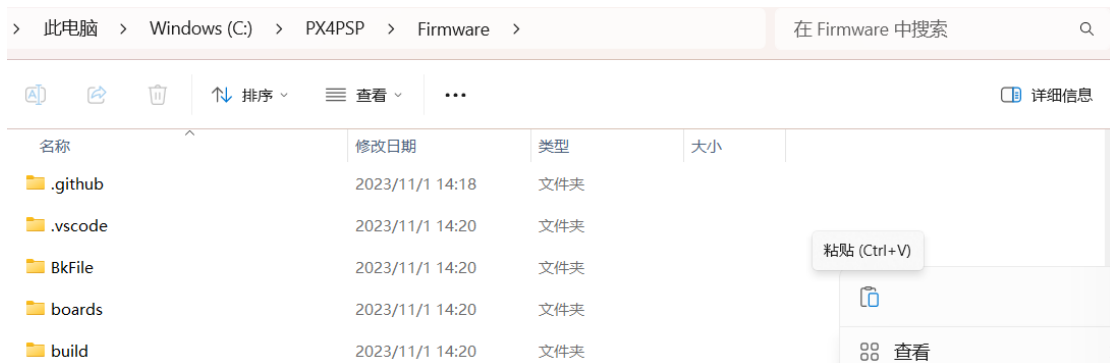 此电脑 > Windows (C:) > PX4PSP > Firmware > 在 Firmware 中搜索
排序 查看 ••• 详细信息
名称 修改日期 类型 大小
.github 2023/11/1 14:18 文件夹
.vscode 2023/11/1 14:20 文件夹
粘贴 (Ctrl+V)
BkFile 2023/11/1 14:20 文件夹
boards 2023/11/1 14:20 文件夹
build 2023/11/1 14:20 文件夹
查看